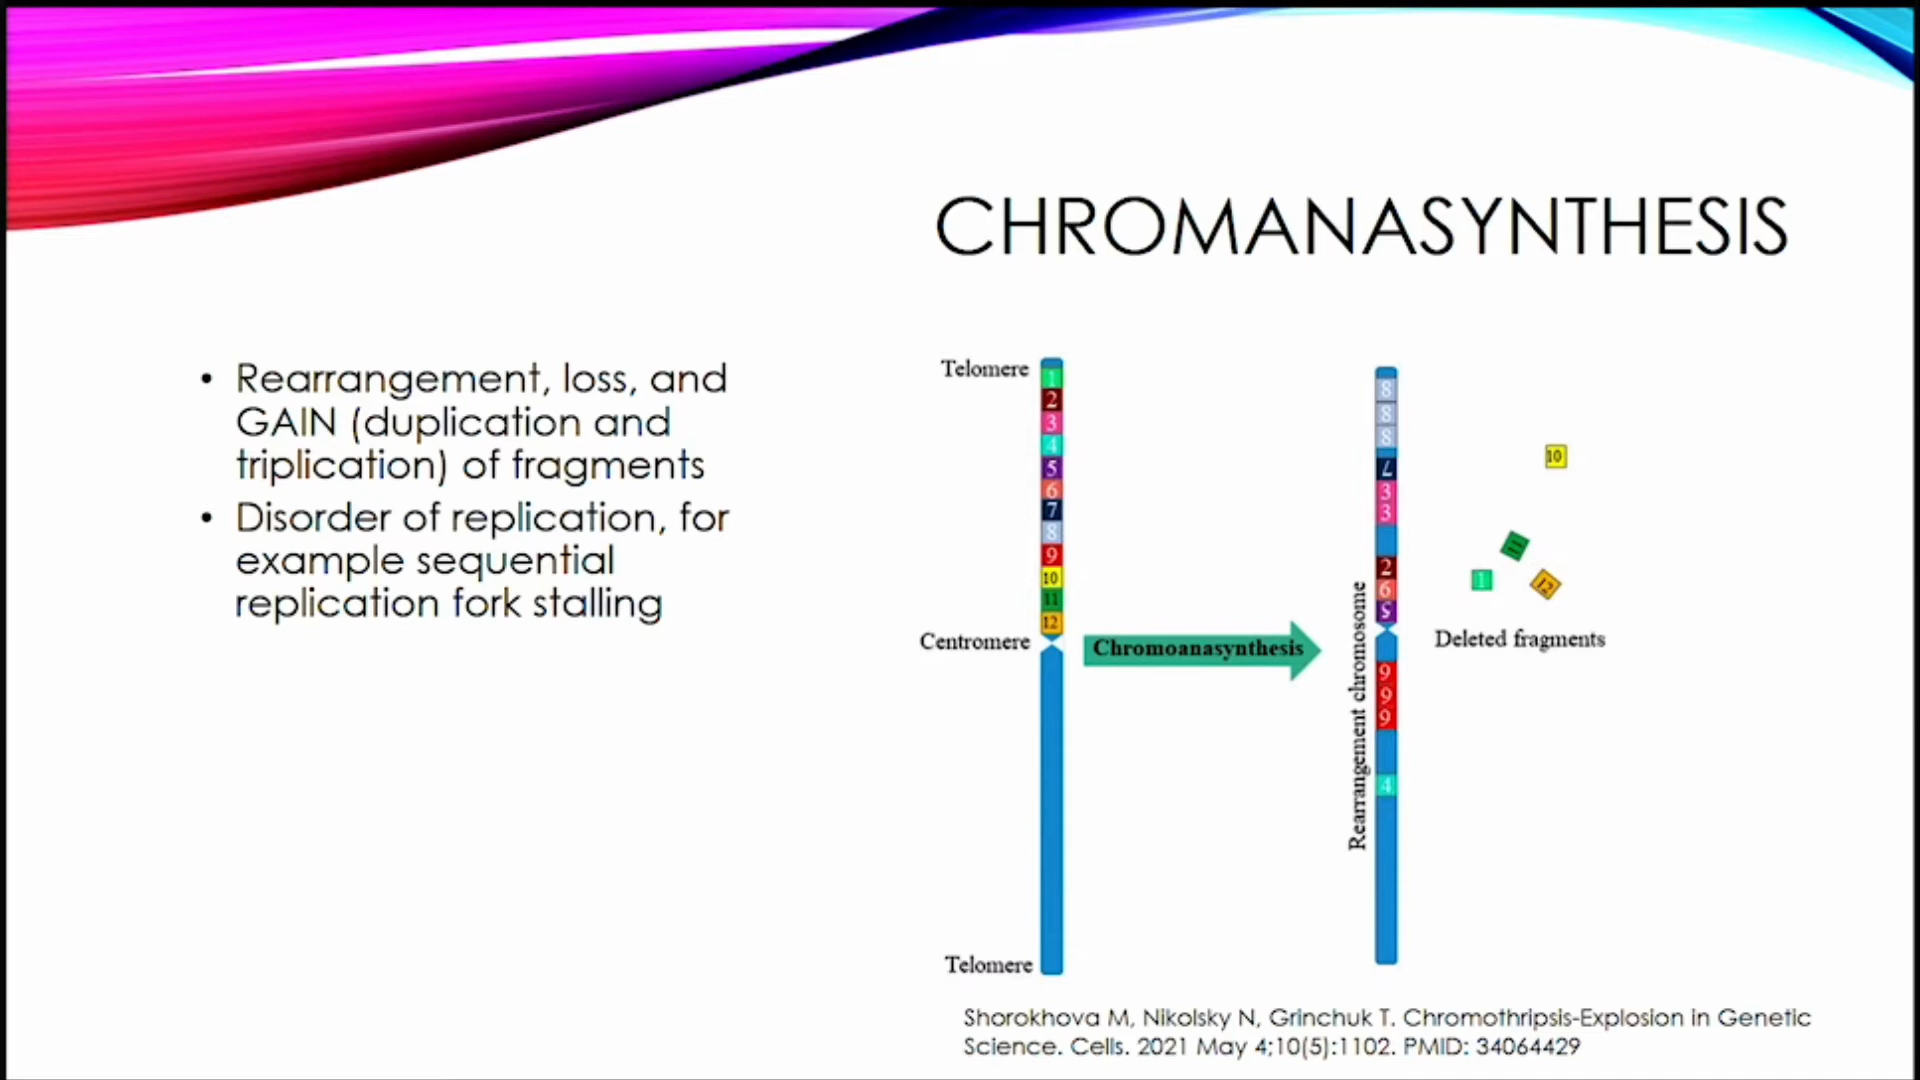 CHROMANASYNTHESIS
• Rearrangement, loss, and
GAIN (duplication and
triplication) of fragments
• Disorder of replication, for
example sequential
replication fork stalling
Telomere
1
2
3
4
5
6
7
8
9
10
11
12
Centromere
Telomere
Chromoanasynthesis
Rearrangement chromosome
8
8
8
7
3
3
2
6
5
9
9
9
4
10
11
1
12
Deleted fragments
Shorokhova M, Nikolsky N, Grinchuk T. Chromothripsis-Explosion in Genetic
Science. Cells. 2021 May 4;10(5):1102. PMID: 34064429